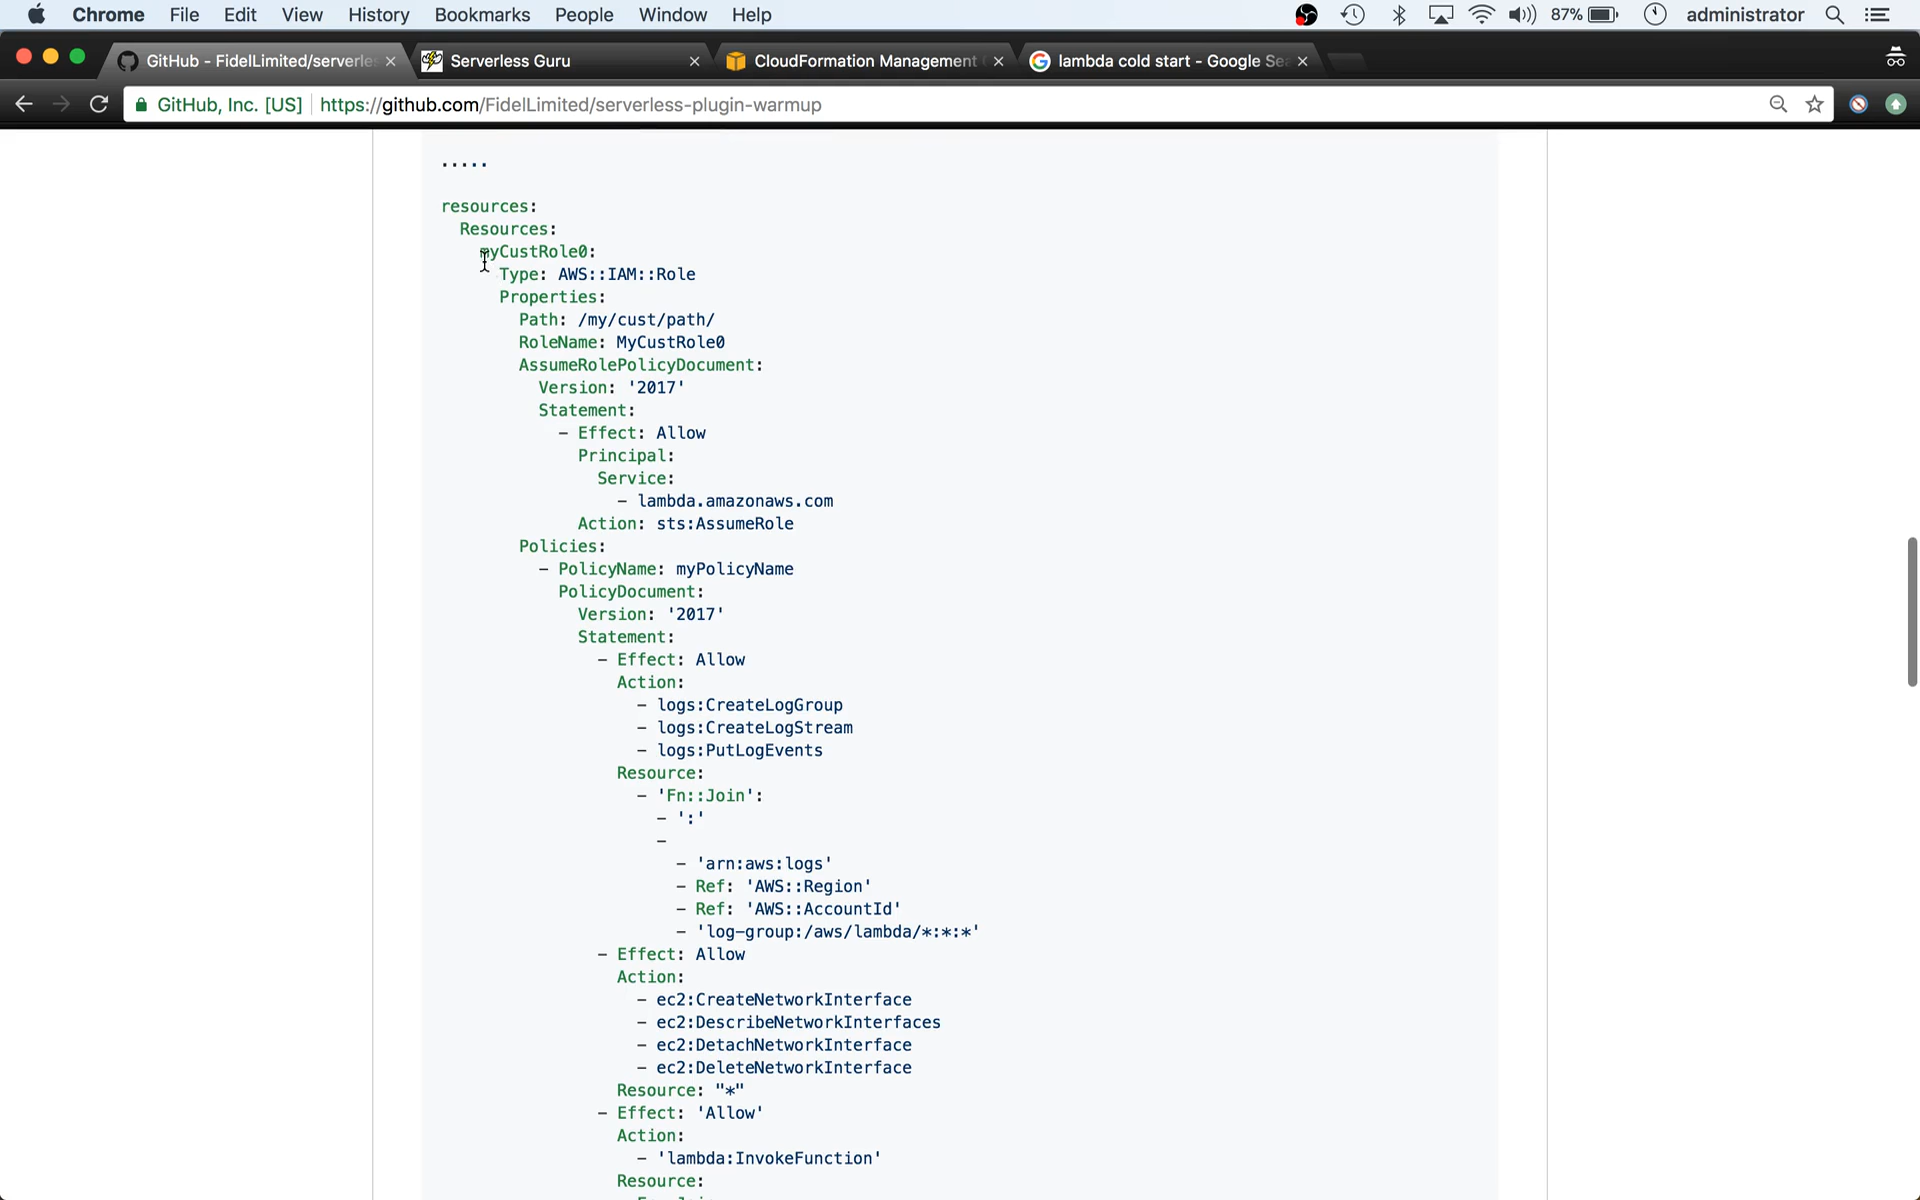 Chrome File Edit View History Bookmarks People Window Help 87% administrator
GitHub - FidelLimited/serverle Serverless Guru CloudFormation Management lambda cold start - Google Sea
GitHub, Inc. [US] https://github.com/FidelLimited/serverless-plugin-warmup
.....
resources:
Resources:
myCustRole0:
Type: AWS::IAM::Role
Properties:
Path: /my/cust/path/
RoleName: MyCustRole0
AssumeRolePolicyDocument:
Version: '2017'
Statement:
- Effect: Allow
Principal:
Service:
- lambda.amazonaws.com
Action: sts:AssumeRole
Policies:
- PolicyName: myPolicyName
PolicyDocument:
Version: '2017'
Statement:
- Effect: Allow
Action:
- logs:CreateLogGroup
- logs:CreateLogStream
- logs:PutLogEvents
Resource:
- 'Fn::Join':
- ':'
-
- 'arn:aws:logs'
- Ref: 'AWS::Region'
- Ref: 'AWS::AccountId'
- 'log-group:/aws/lambda/*:*:*'
- Effect: Allow
Action:
- ec2:CreateNetworkInterface
- ec2:DescribeNetworkInterfaces
- ec2:DetachNetworkInterface
- ec2:DeleteNetworkInterface
Resource: "*"
- Effect: 'Allow'
Action:
- 'lambda:InvokeFunction'
Resource: